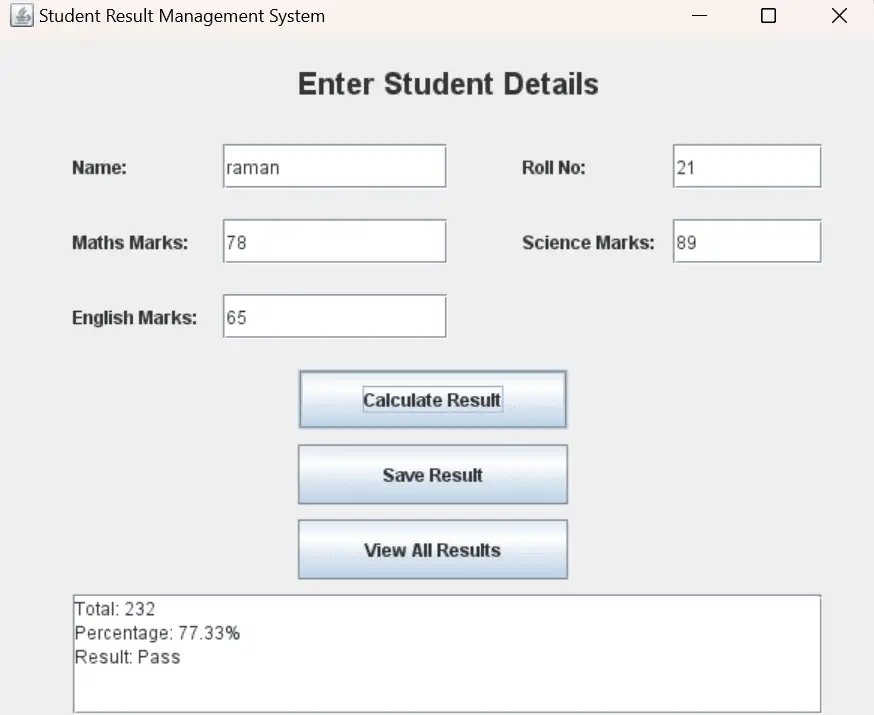 Student Result Management System
Enter Student Details
Name: raman Roll No: 21
Maths Marks: 78 Science Marks: 89
English Marks: 65
Calculate Result
Save Result
View All Results
Total: 232
Percentage: 77.33%
Result: Pass